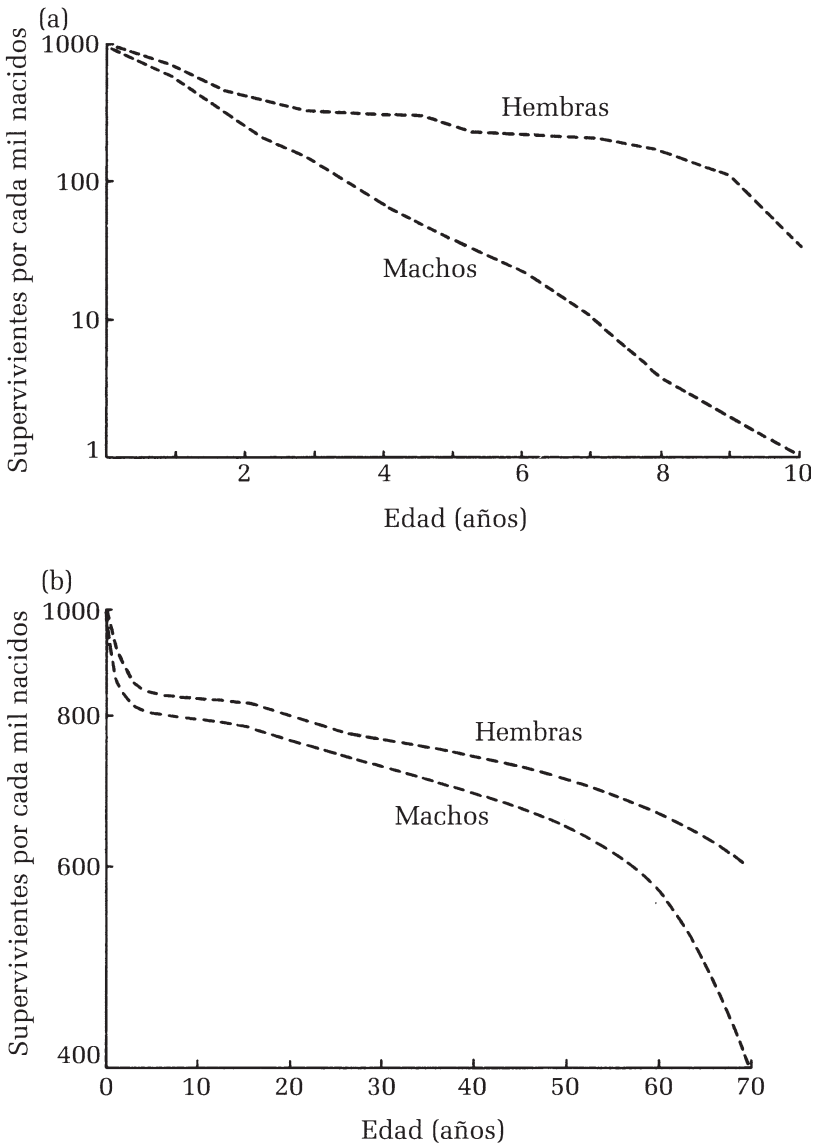 (a)
Supervivientes por cada mil nacidos
1000
100
10
1
Hembras
Machos
2 4 6 8 10
Edad (años)
(b)
Supervivientes por cada mil nacidos
1000
800
600
400
Hembras
Machos
0 10 20 30 40 50 60 70
Edad (años)